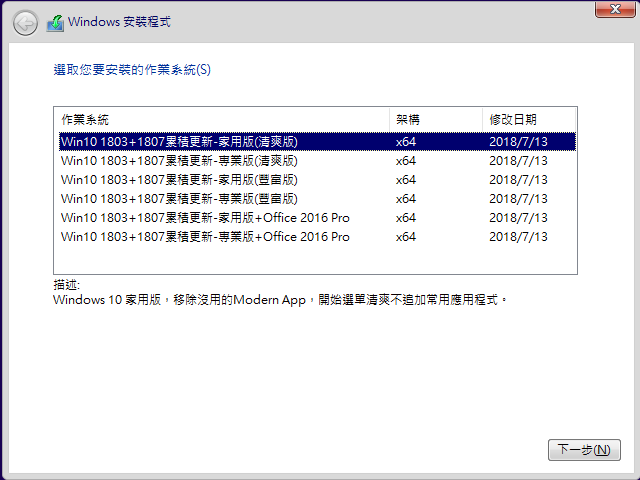 Windows 安裝程式
選取您要安裝的作業系統(S)
作業系統 架構 修改日期
Win10 1803+1807累積更新-家用版(清爽版) x64 2018/7/13
Win10 1803+1807累積更新-專業版(清爽版) x64 2018/7/13
Win10 1803+1807累積更新-家用版(豐富版) x64 2018/7/13
Win10 1803+1807累積更新-專業版(豐富版) x64 2018/7/13
Win10 1803+1807累積更新-家用版+Office 2016 Pro x64 2018/7/13
Win10 1803+1807累積更新-專業版+Office 2016 Pro x64 2018/7/13
描述:
Windows 10 家用版，移除沒用的Modern App，開始選單清爽不追加常用應用程式。
下一步(N)